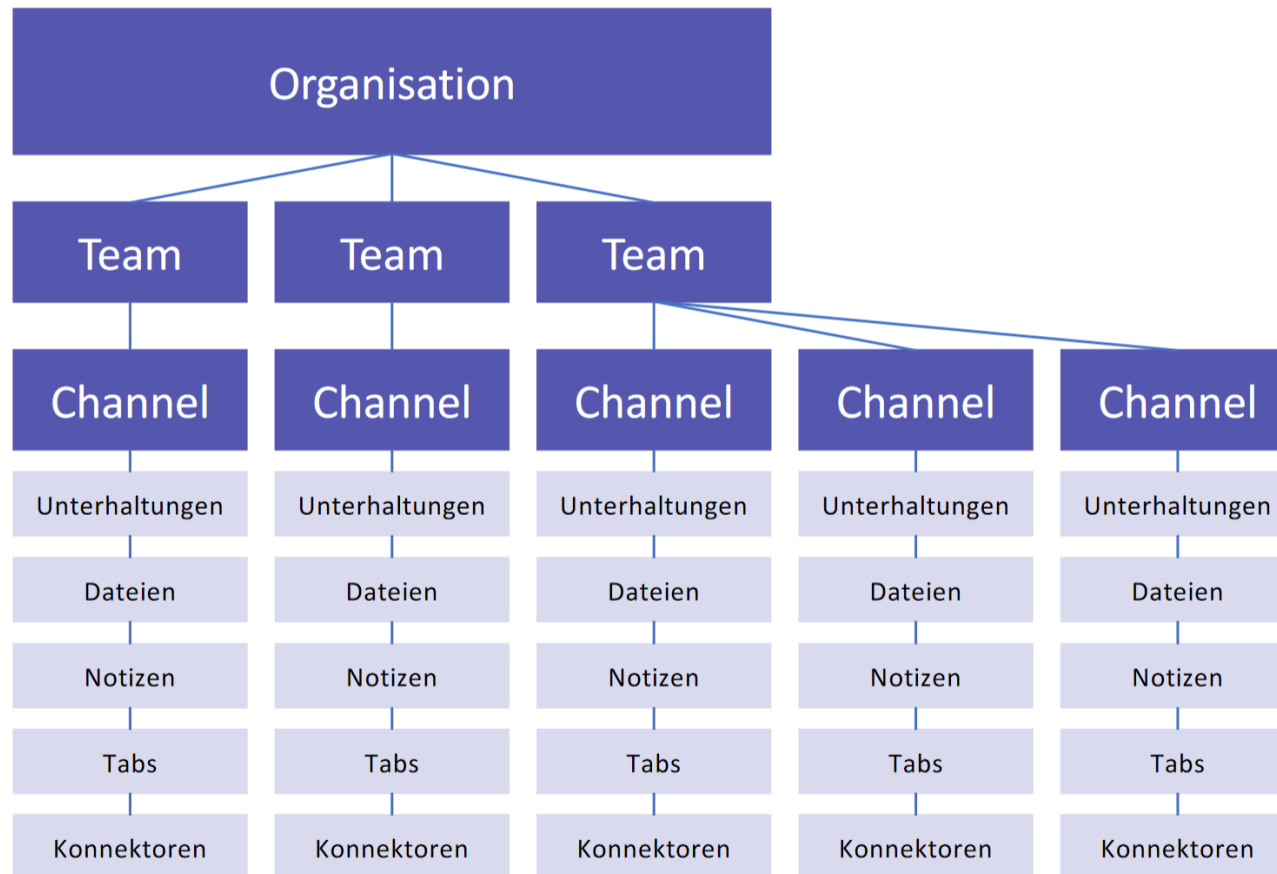 Organisation
Team Team Team
Channel Channel Channel Channel Channel
Unterhaltungen Unterhaltungen Unterhaltungen Unterhaltungen Unterhaltungen
Dateien Dateien Dateien Dateien Dateien
Notizen Notizen Notizen Notizen Notizen
Tabs Tabs Tabs Tabs Tabs
Konnektoren Konnektoren Konnektoren Konnektoren Konnektoren